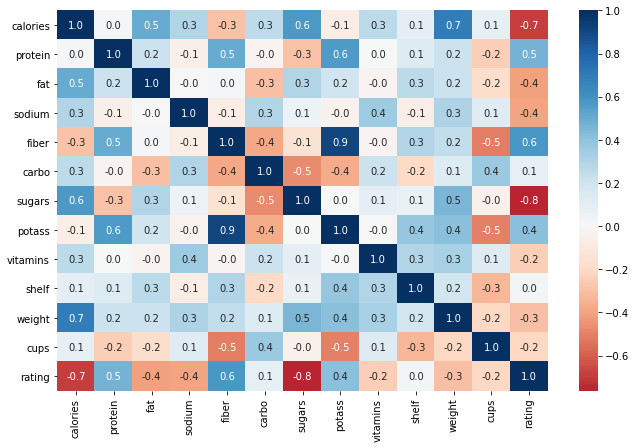 calories 1.0 0.0 0.5 0.3 -0.3 0.3 0.6 -0.1 0.3 0.1 0.7 0.1 -0.7
protein 0.0 1.0 0.2 -0.1 0.5 -0.0 -0.3 0.6 0.0 0.1 0.2 -0.2 0.5
fat 0.5 0.2 1.0 -0.0 0.0 -0.3 0.3 0.2 -0.0 0.3 0.2 -0.2 -0.4
sodium 0.3 -0.1 -0.0 1.0 -0.1 0.3 0.1 -0.0 0.4 -0.1 0.3 0.1 -0.4
fiber -0.3 0.5 0.0 -0.1 1.0 -0.4 -0.1 0.9 -0.0 0.3 0.2 -0.5 0.6
carbo 0.3 -0.0 -0.3 0.3 -0.4 1.0 -0.5 -0.4 0.2 -0.2 0.1 0.4 0.1
sugars 0.6 -0.3 0.3 0.1 -0.1 -0.5 1.0 0.0 0.1 0.1 0.5 -0.0 -0.8
potass -0.1 0.6 0.2 -0.0 0.9 -0.4 0.0 1.0 -0.0 0.4 0.4 -0.5 0.4
vitamins 0.3 0.0 -0.0 0.4 -0.0 0.2 0.1 -0.0 1.0 0.3 0.3 0.1 -0.2
shelf 0.1 0.1 0.3 -0.1 0.3 -0.2 0.1 0.4 0.3 1.0 0.2 -0.3 0.0
weight 0.7 0.2 0.2 0.3 0.2 0.1 0.5 0.4 0.3 0.2 1.0 -0.2 -0.3
cups 0.1 -0.2 -0.2 0.1 -0.5 0.4 -0.0 -0.5 0.1 -0.3 -0.2 1.0 -0.2
rating -0.7 0.5 -0.4 -0.4 0.6 0.1 -0.8 0.4 -0.2 0.0 -0.3 -0.2 1.0
calories protein fat sodium fiber carbo sugars potass vitamins shelf weight cups rating
1.0
0.8
0.6
0.4
0.2
0.0
-0.2
-0.4
-0.6